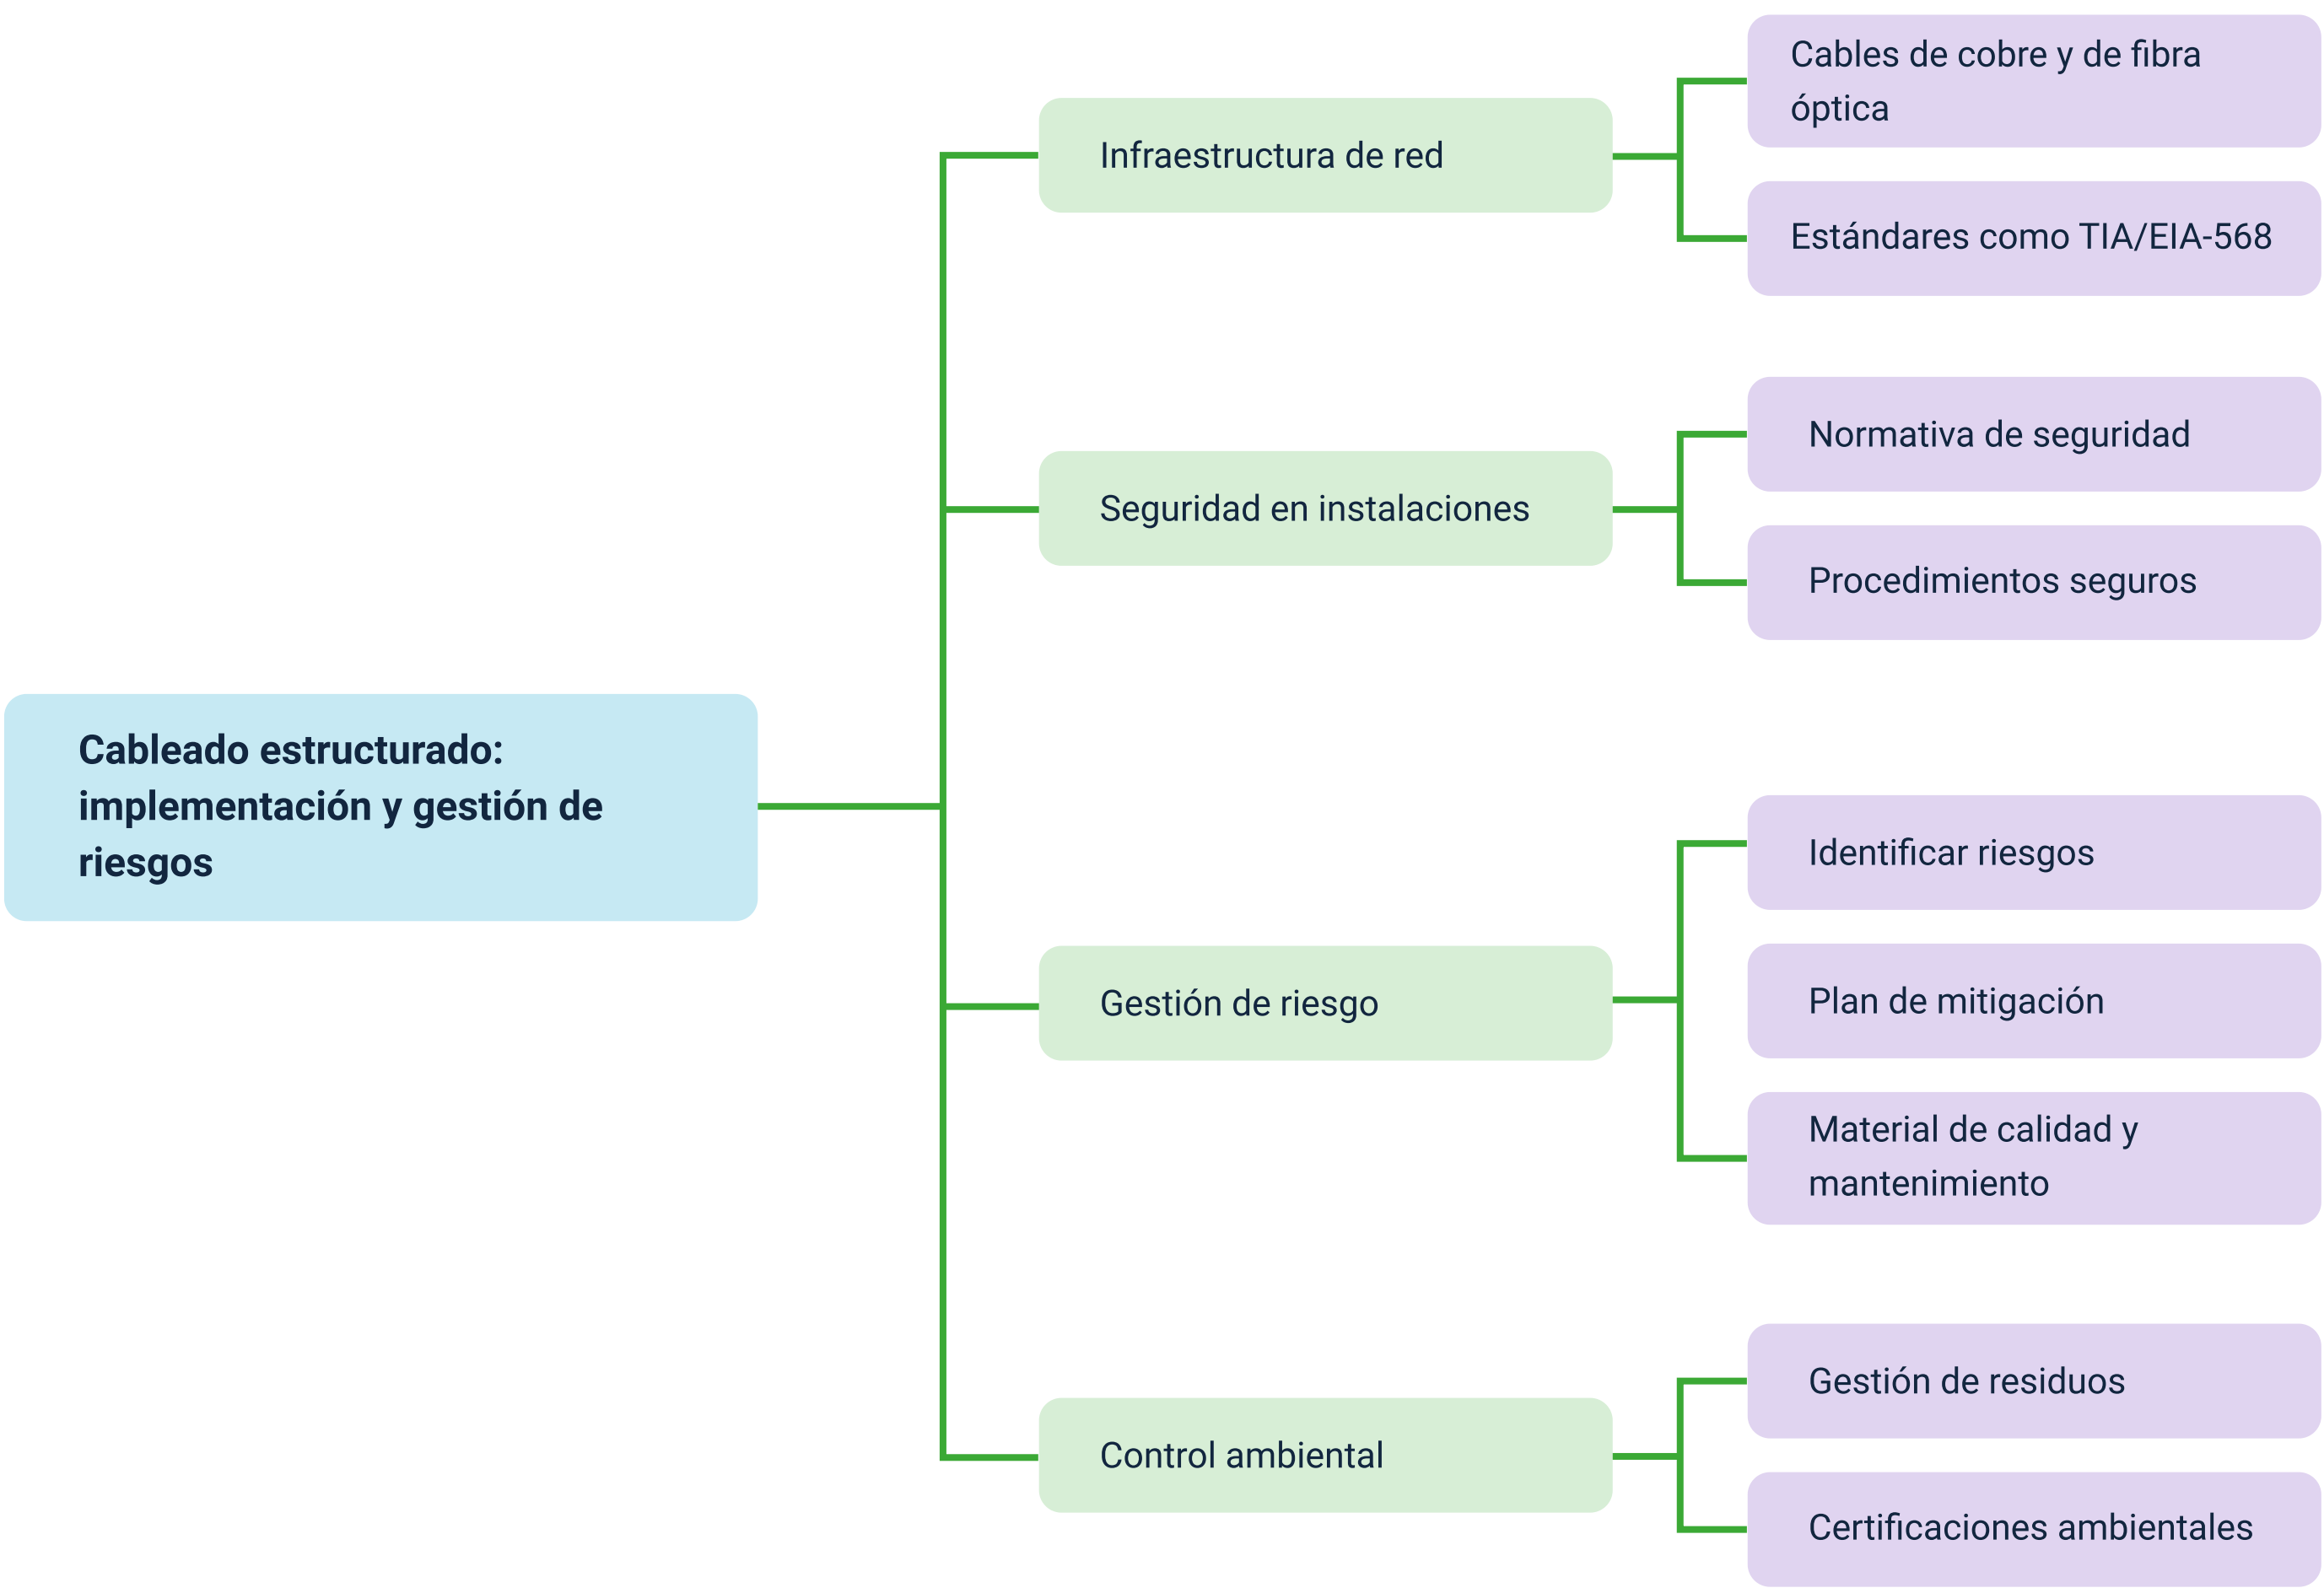 Cableado estructurado:
implementación y gestión de
riesgos
Infraestructura de red
Cables de cobre y de fibra
óptica
Estándares como TIA/EIA-568
Seguridad en instalaciones
Normativa de seguridad
Procedimientos seguros
Gestión de riesgo
Identificar riesgos
Plan de mitigación
Material de calidad y
mantenimiento
Control ambiental
Gestión de residuos
Certificaciones ambientales